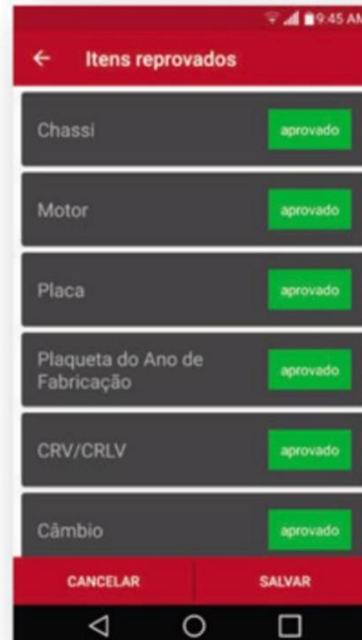 9:45 AM
Itens reprovados
Chassi
aprovado
Motor
aprovado
Placa
aprovado
Plaqueta do Ano de
Fabricação
aprovado
CRV/CRLV
aprovado
Câmbio
aprovado
CANCELAR
SALVAR